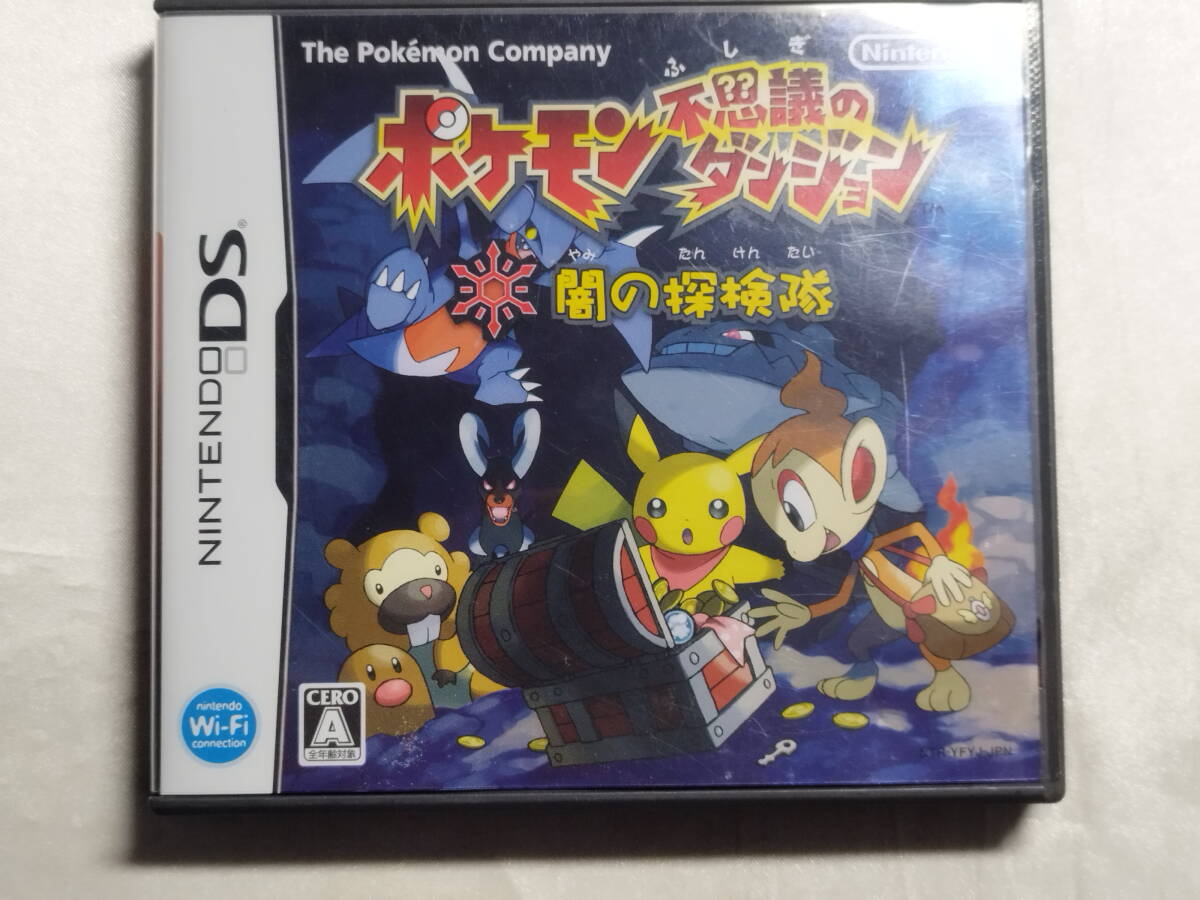 The Pokémon Company
ふしぎ
ポケモン不思議の
ダンジョン
TM
やみ たんけんたい
闇の探検隊
NINTENDO DS®
nintendo
Wi-Fi
connection
CERO
A
全年齢対象